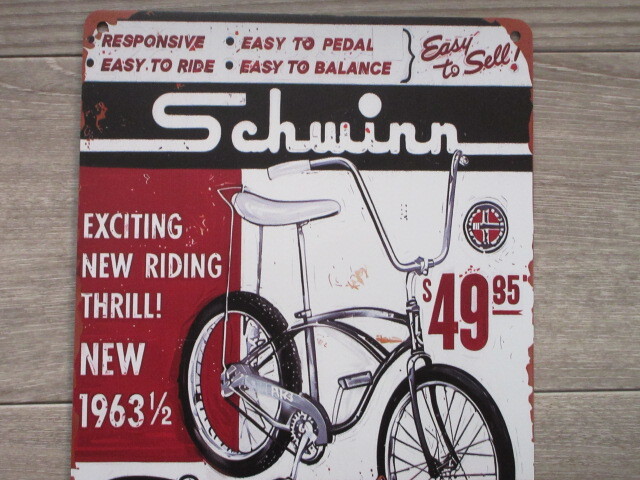 • RESPONSIVE • EASY TO PEDAL
• EASY TO RIDE • EASY TO BALANCE
Easy
to Sell!
Schwinn
EXCITING
NEW RIDING
THRILL!
NEW
1963½
$49.95*